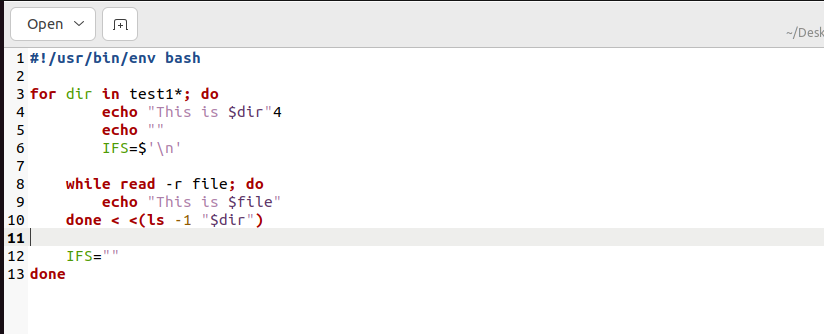 Open
~/Desk
1 #!/usr/bin/env bash
2
3 for dir in test1*; do
4         echo "This is $dir"4
5         echo ""
6         IFS=$'\n'
7
8     while read -r file; do
9         echo "This is $file"
10     done < <(ls -1 "$dir")
11
12     IFS=""
13 done